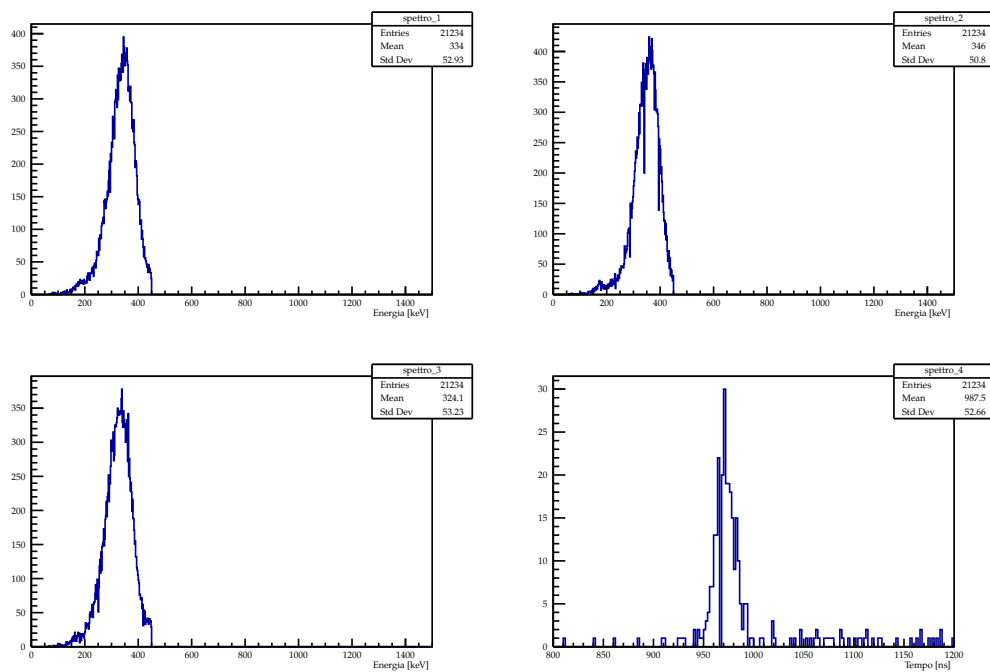 spettro_1
Entries 21234
Mean 334
Std Dev 52.93
400
350
300
250
200
150
100
50
0
0 200 400 600 800 1000 1200 1400
Energia [keV]
spettro_2
Entries 21234
Mean 346
Std Dev 50.8
400
350
300
250
200
150
100
50
0
0 200 400 600 800 1000 1200 1400
Energia [keV]
spettro_3
Entries 21234
Mean 324.1
Std Dev 53.23
350
300
250
200
150
100
50
0
0 200 400 600 800 1000 1200 1400
Energia [keV]
spettro_4
Entries 21234
Mean 987.5
Std Dev 52.66
30
25
20
15
10
5
0
800 850 900 950 1000 1050 1100 1150 1200
Tempo [ns]